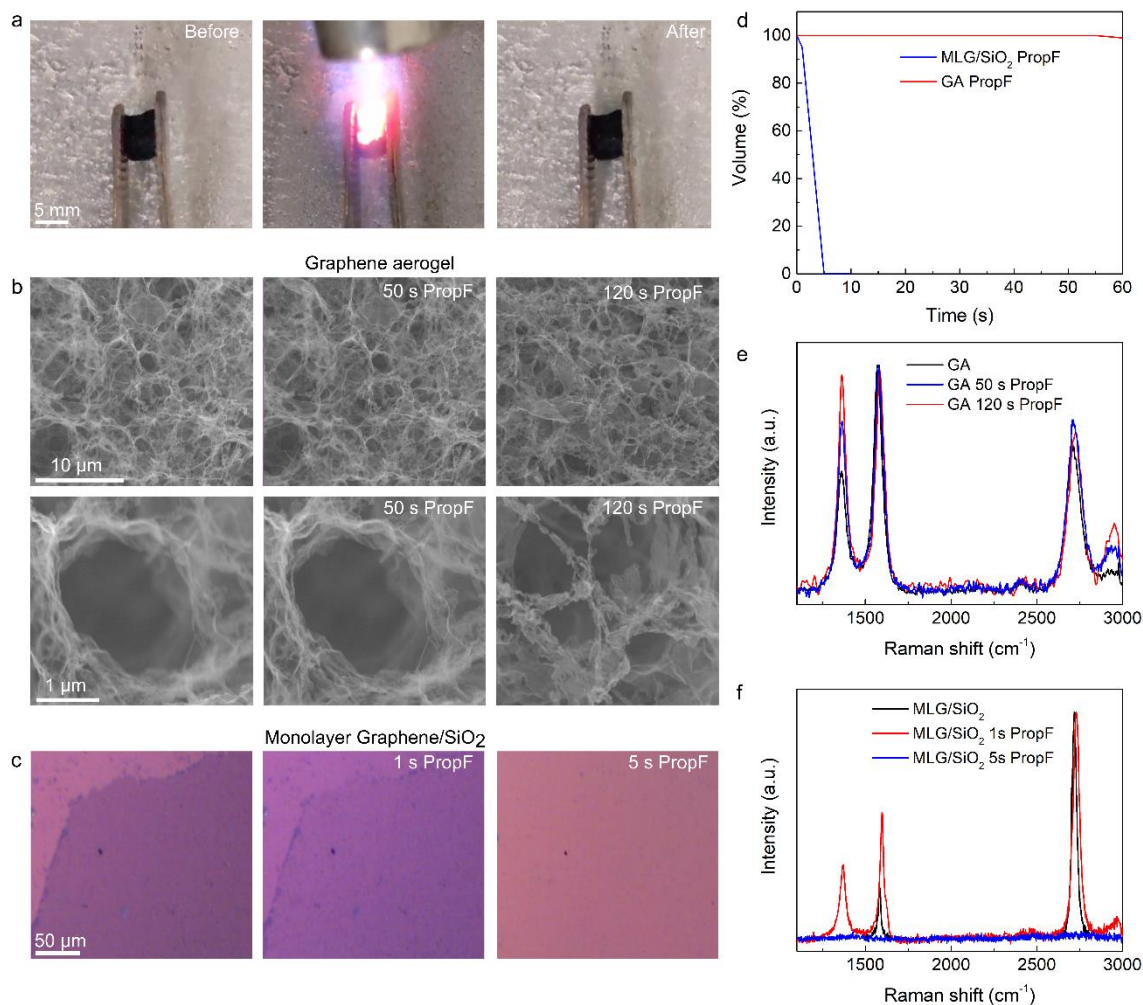 a
Before
After
5 mm
Graphene aerogel
b
50 s PropF
120 s PropF
10 µm
50 s PropF
120 s PropF
1 µm
Monolayer Graphene/SiO₂
c
1 s PropF
5 s PropF
50 µm
d
100
80
60
40
20
0
Volume (%)
MLG/SiO₂ PropF
GA PropF
0 10 20 30 40 50 60
Time (s)
e
Intensity (a.u.)
GA
GA 50 s PropF
GA 120 s PropF
1500 2000 2500 3000
Raman shift (cm⁻¹)
f
Intensity (a.u.)
MLG/SiO₂
MLG/SiO₂ 1s PropF
MLG/SiO₂ 5s PropF
1500 2000 2500 3000
Raman shift (cm⁻¹)